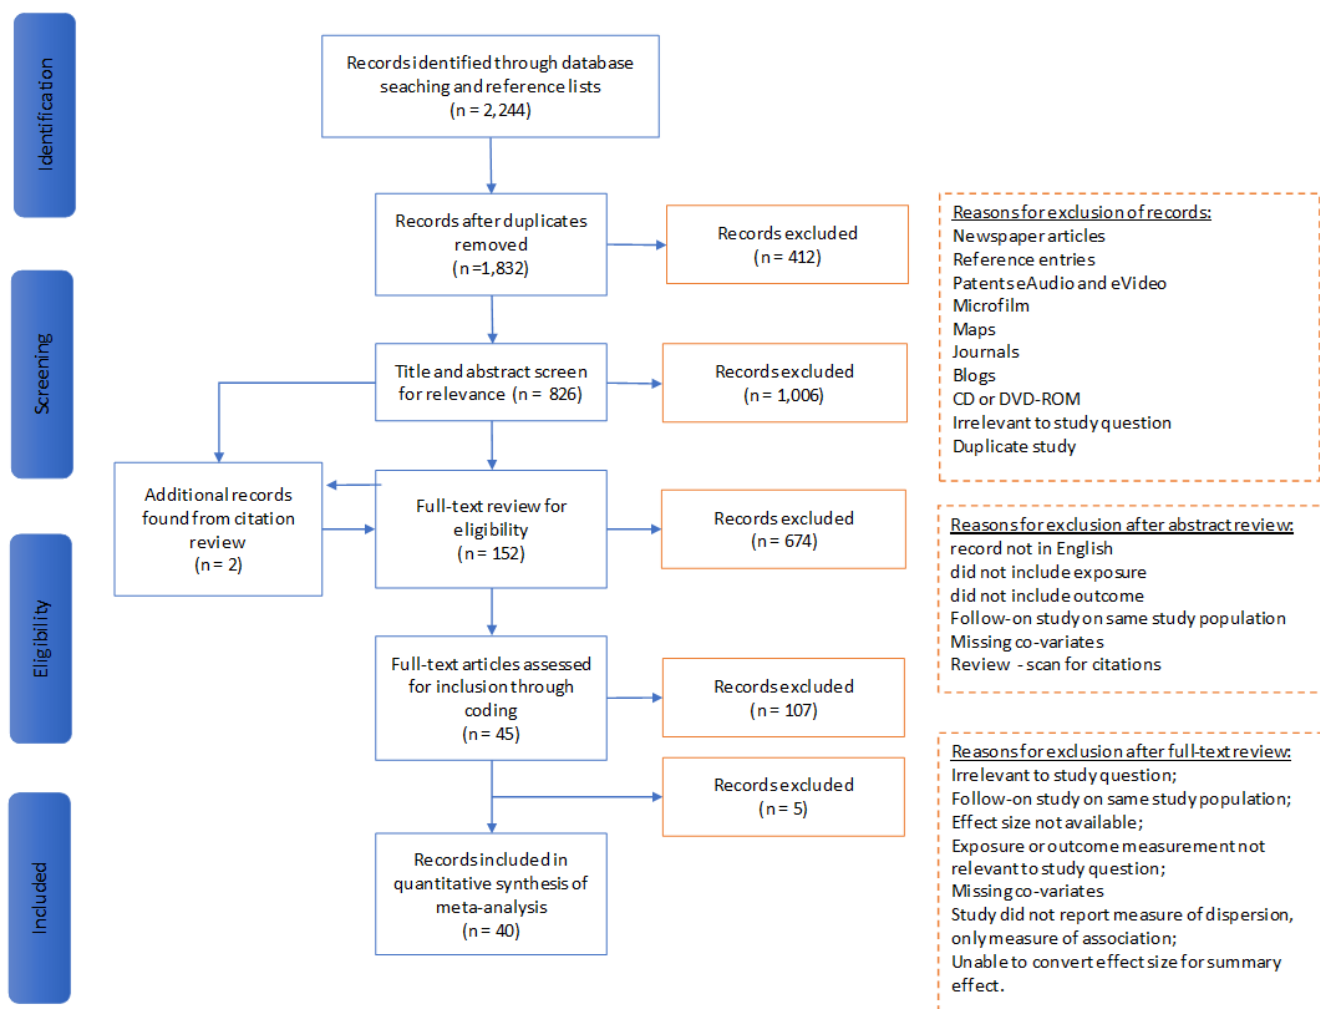 Identification
Records identified through database
seaching and reference lists
(n = 2,244)
Records after duplicates
removed
(n=1,832)
Records excluded
(n = 412)
Reasons for exclusion of records:
Newspaper articles
Reference entries
Patents eAudio and eVideo
Microfilm
Maps
Journals
Blogs
CD or DVD-ROM
Irrelevant to study question
Duplicate study
Screening
Title and abstract screen
for relevance (n = 826)
Records excluded
(n = 1,006)
Additional records
found from citation
review
(n = 2)
Full-text review for
eligibility
(n = 152)
Records excluded
(n = 674)
Reasons for exclusion after abstract review:
record not in English
did not include exposure
did not include outcome
Follow-on study on same study population
Missing co-variates
Review - scan for citations
Eligibility
Full-text articles assessed
for inclusion through
coding
(n = 45)
Records excluded
(n = 107)
Records excluded
(n = 5)
Reasons for exclusion after full-text review:
Irrelevant to study question;
Follow-on study on same study population;
Effect size not available;
Exposure or outcome measurement not
relevant to study question;
Missing co-variates
Study did not report measure of dispersion,
only measure of association;
Unable to convert effect size for summary
effect.
Included
Records included in
quantitative synthesis of
meta-analysis
(n = 40)